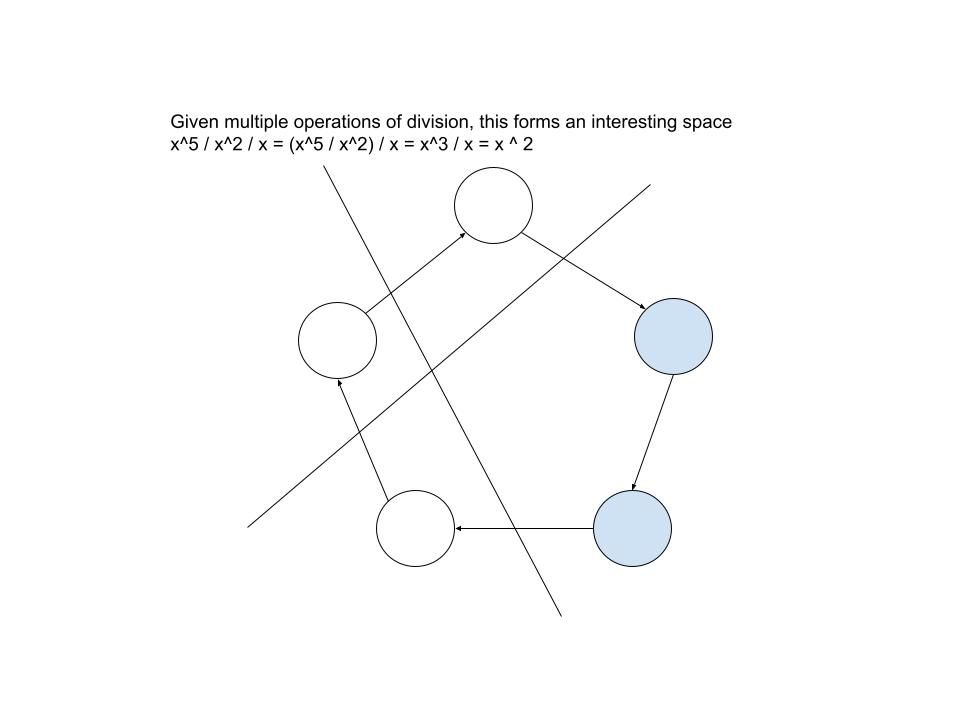 Given multiple operations of division, this forms an interesting space
x^5 / x^2 / x = (x^5 / x^2) / x = x^3 / x = x ^ 2